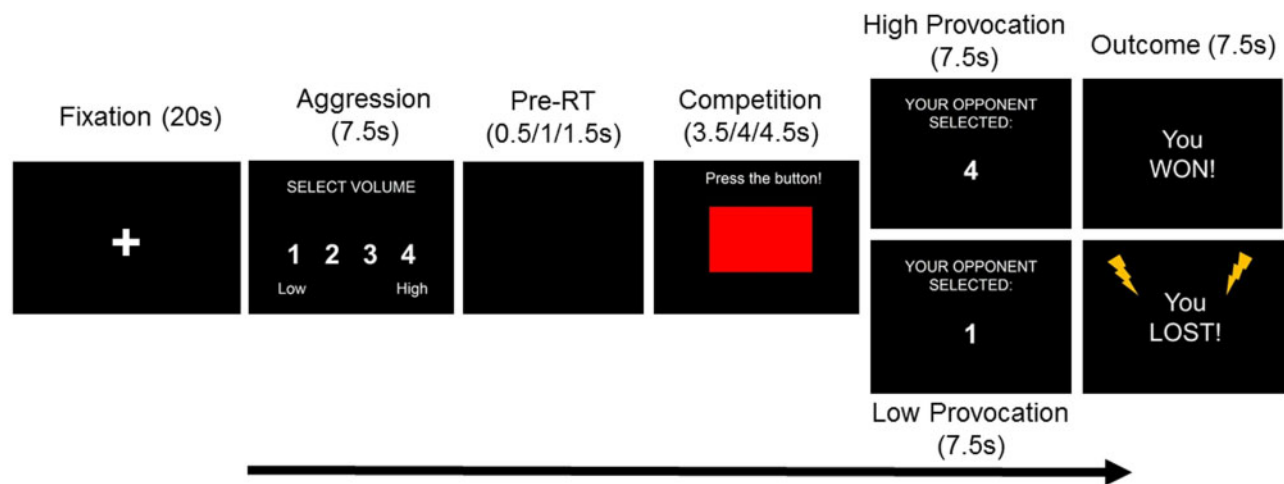 Fixation (20s)
+
Aggression
(7.5s)
SELECT VOLUME
1 2 3 4
Low High
Pre-RT
(0.5/1/1.5s)
Competition
(3.5/4/4.5s)
Press the button!
High Provocation
(7.5s)
YOUR OPPONENT
SELECTED:
4
YOUR OPPONENT
SELECTED:
1
Low Provocation
(7.5s)
Outcome (7.5s)
You
WON!
You
LOST!